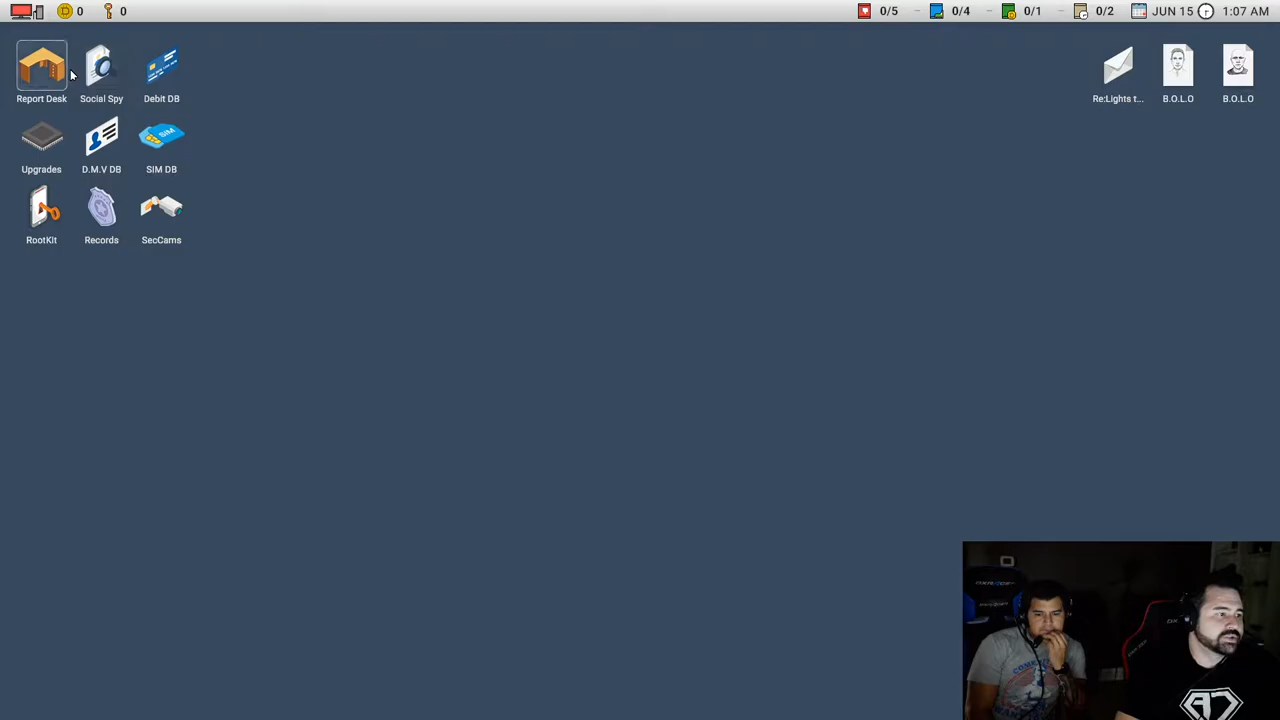 0 0 0/5 0/4 0/1 0/2 JUN 15 1:07 AM
Report Desk Social Spy Debit DB Re:Lights t... B.O.L.O B.O.L.O
Upgrades D.M.V DB SIM DB
RootKit Records SecCams